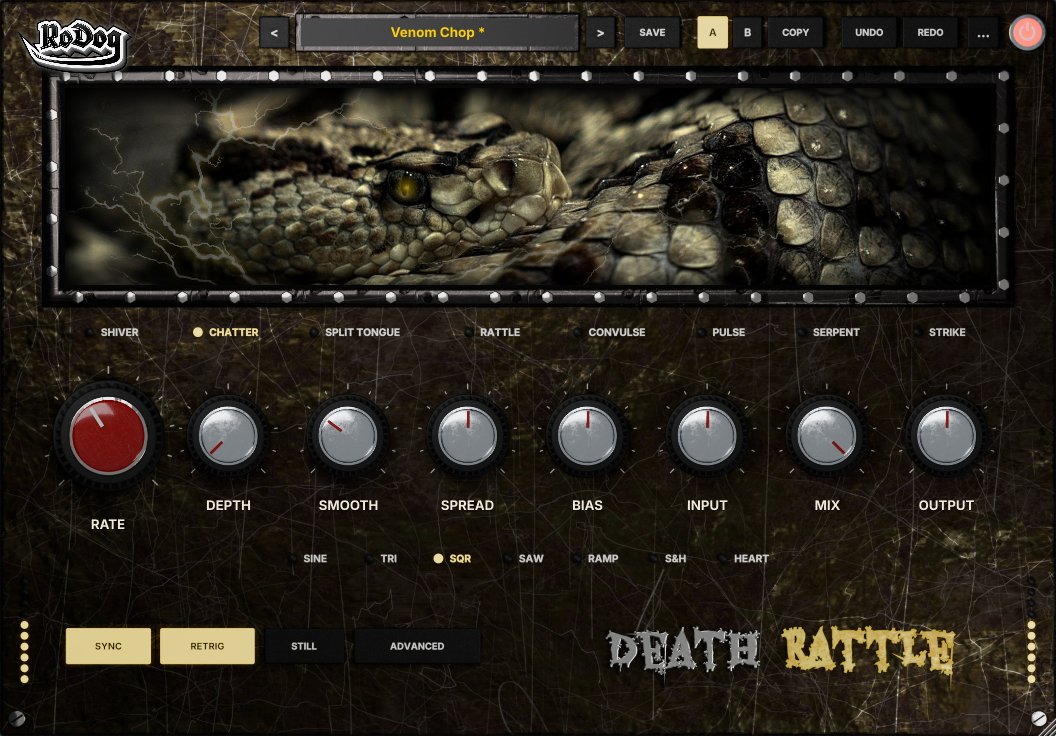 RoDog
< Venom Chop * > SAVE A B COPY UNDO REDO ...
SHIVER CHATTER SPLIT TONGUE RATTLE CONVULSE PULSE SERPENT STRIKE
DEPTH SMOOTH SPREAD BIAS INPUT MIX OUTPUT
RATE
SINE TRI SQR SAW RAMP S&H HEART
SYNC RETRIG STILL ADVANCED
DEATH RATTLE